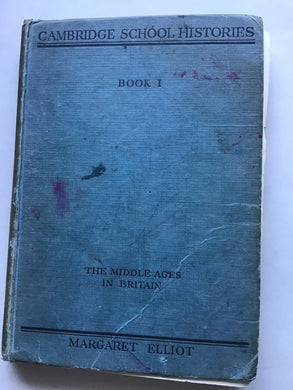 CAMBRIDGE SCHOOL HISTORIES
BOOK I
THE MIDDLE AGES
IN BRITAIN
MARGARET ELLIOT